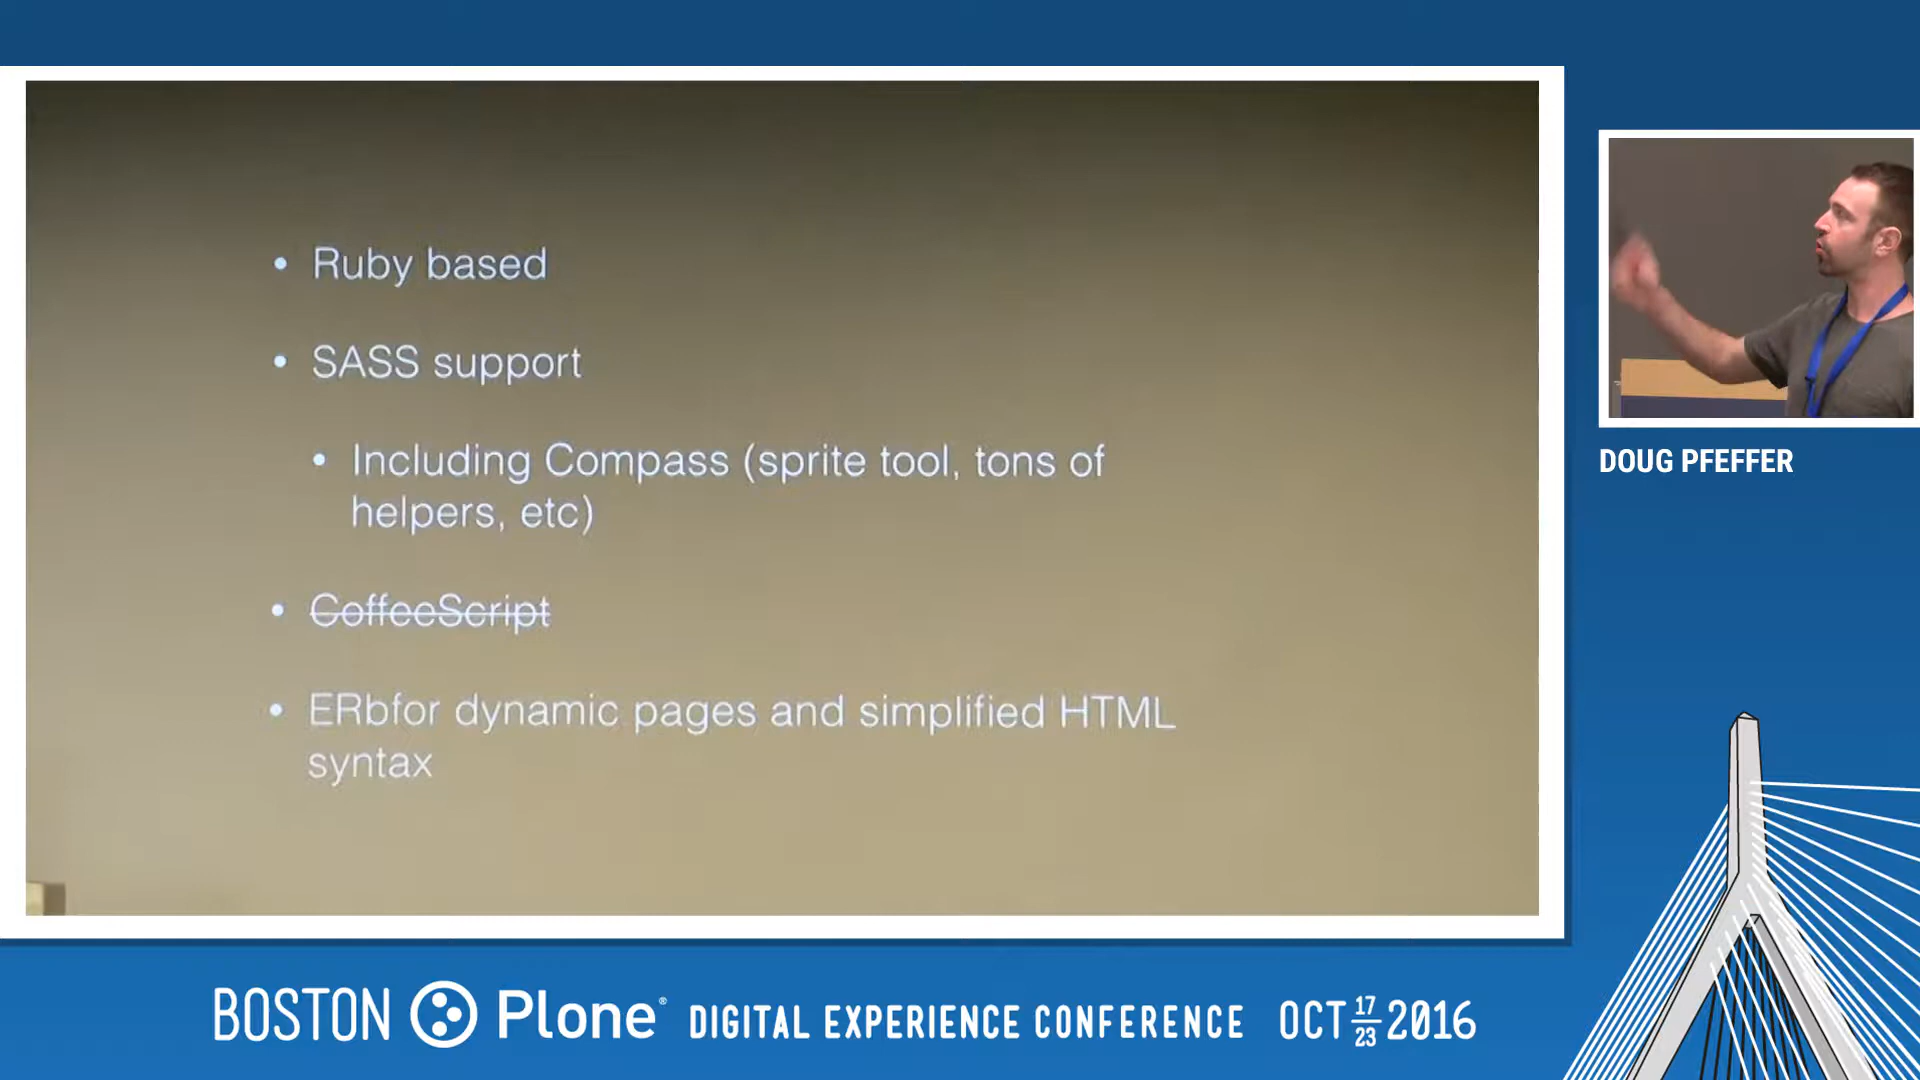 • Ruby based
• SASS support
• Including Compass (sprite tool, tons of
helpers, etc)
• CoffeeScript
• ERbfor dynamic pages and simplified HTML
syntax
DOUG PFEFFER
BOSTON Plone® DIGITAL EXPERIENCE CONFERENCE OCT 17 23 2016